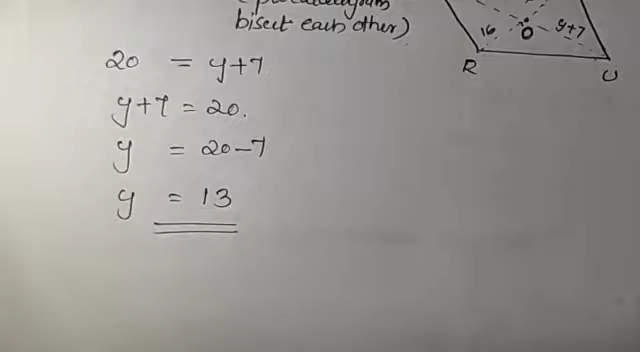 bisect each other)
16
y+7
O
R
U
20 = y+7
y+7 = 20.
y = 20-7
y = 13